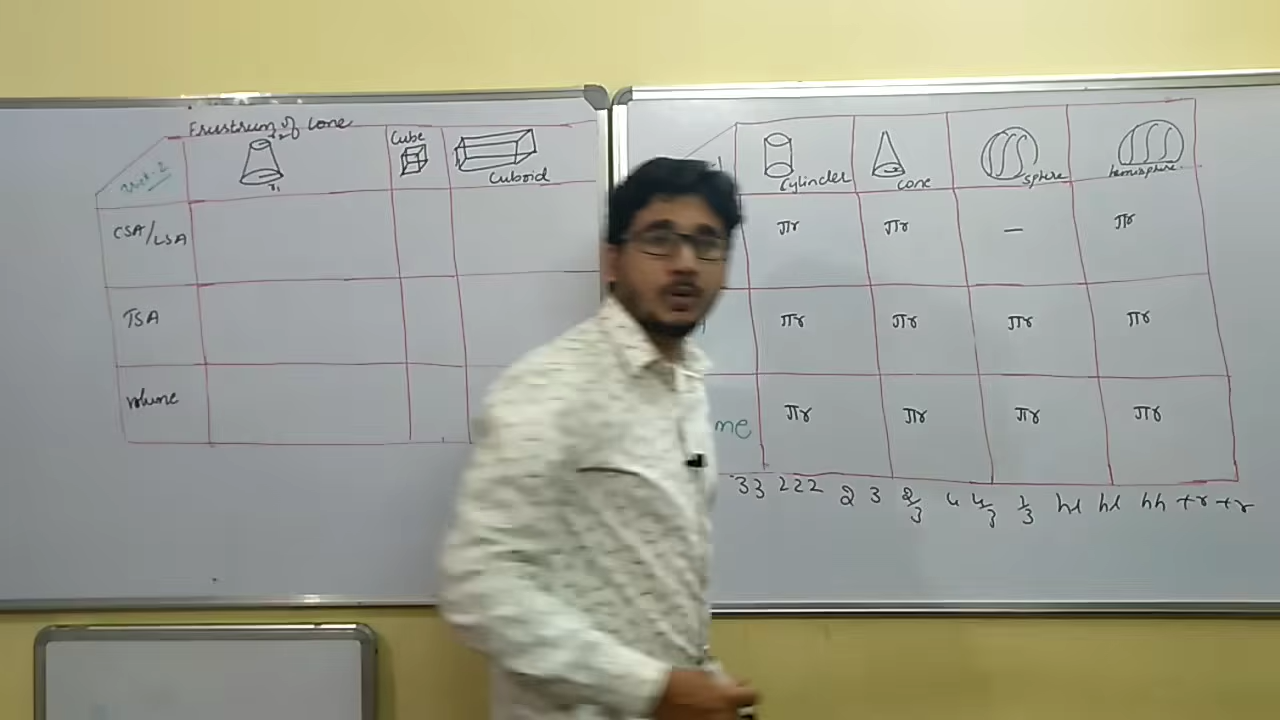 Frustrum of Cone
Cube
Cuboid
r₁
CSA/LSA
TSA
volume
Cylinder
cone
sphere
hemisphere
πr πr — πr
πr πr πr πr
me πr πr πr πr
33 222 2 3 2/3 4 4/3 1/3 hl hl hh +r +r